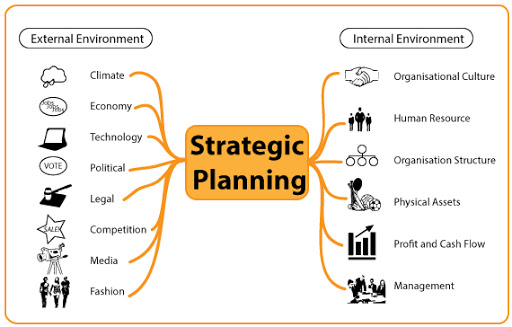 External Environment
Climate
Economy
Technology
Political
VOTE
Legal
Competition
SALE!
Media
Fashion
Strategic
Planning
Internal Environment
Organisational Culture
Human Resource
Organisation Structure
Physical Assets
Profit and Cash Flow
Management